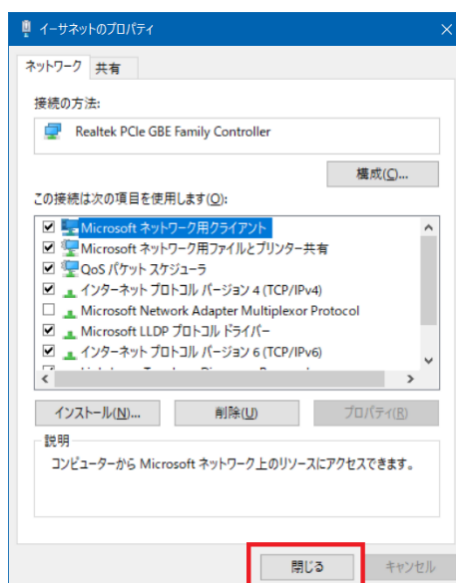 イーサネットのプロパティ
ネットワーク 共有
接続の方法:
Realtek PCIe GBE Family Controller
構成(C)...
この接続は次の項目を使用します(O):
Microsoft ネットワーク用クライアント
Microsoft ネットワーク用ファイルとプリンター共有
QoS パケット スケジューラ
インターネット プロトコル バージョン 4 (TCP/IPv4)
Microsoft Network Adapter Multiplexor Protocol
Microsoft LLDP プロトコル ドライバー
インターネット プロトコル バージョン 6 (TCP/IPv6)
インストール(N)... 削除(U) プロパティ(R)
説明
コンピューターから Microsoft ネットワーク上のリソースにアクセスできます。
閉じる キャンセル